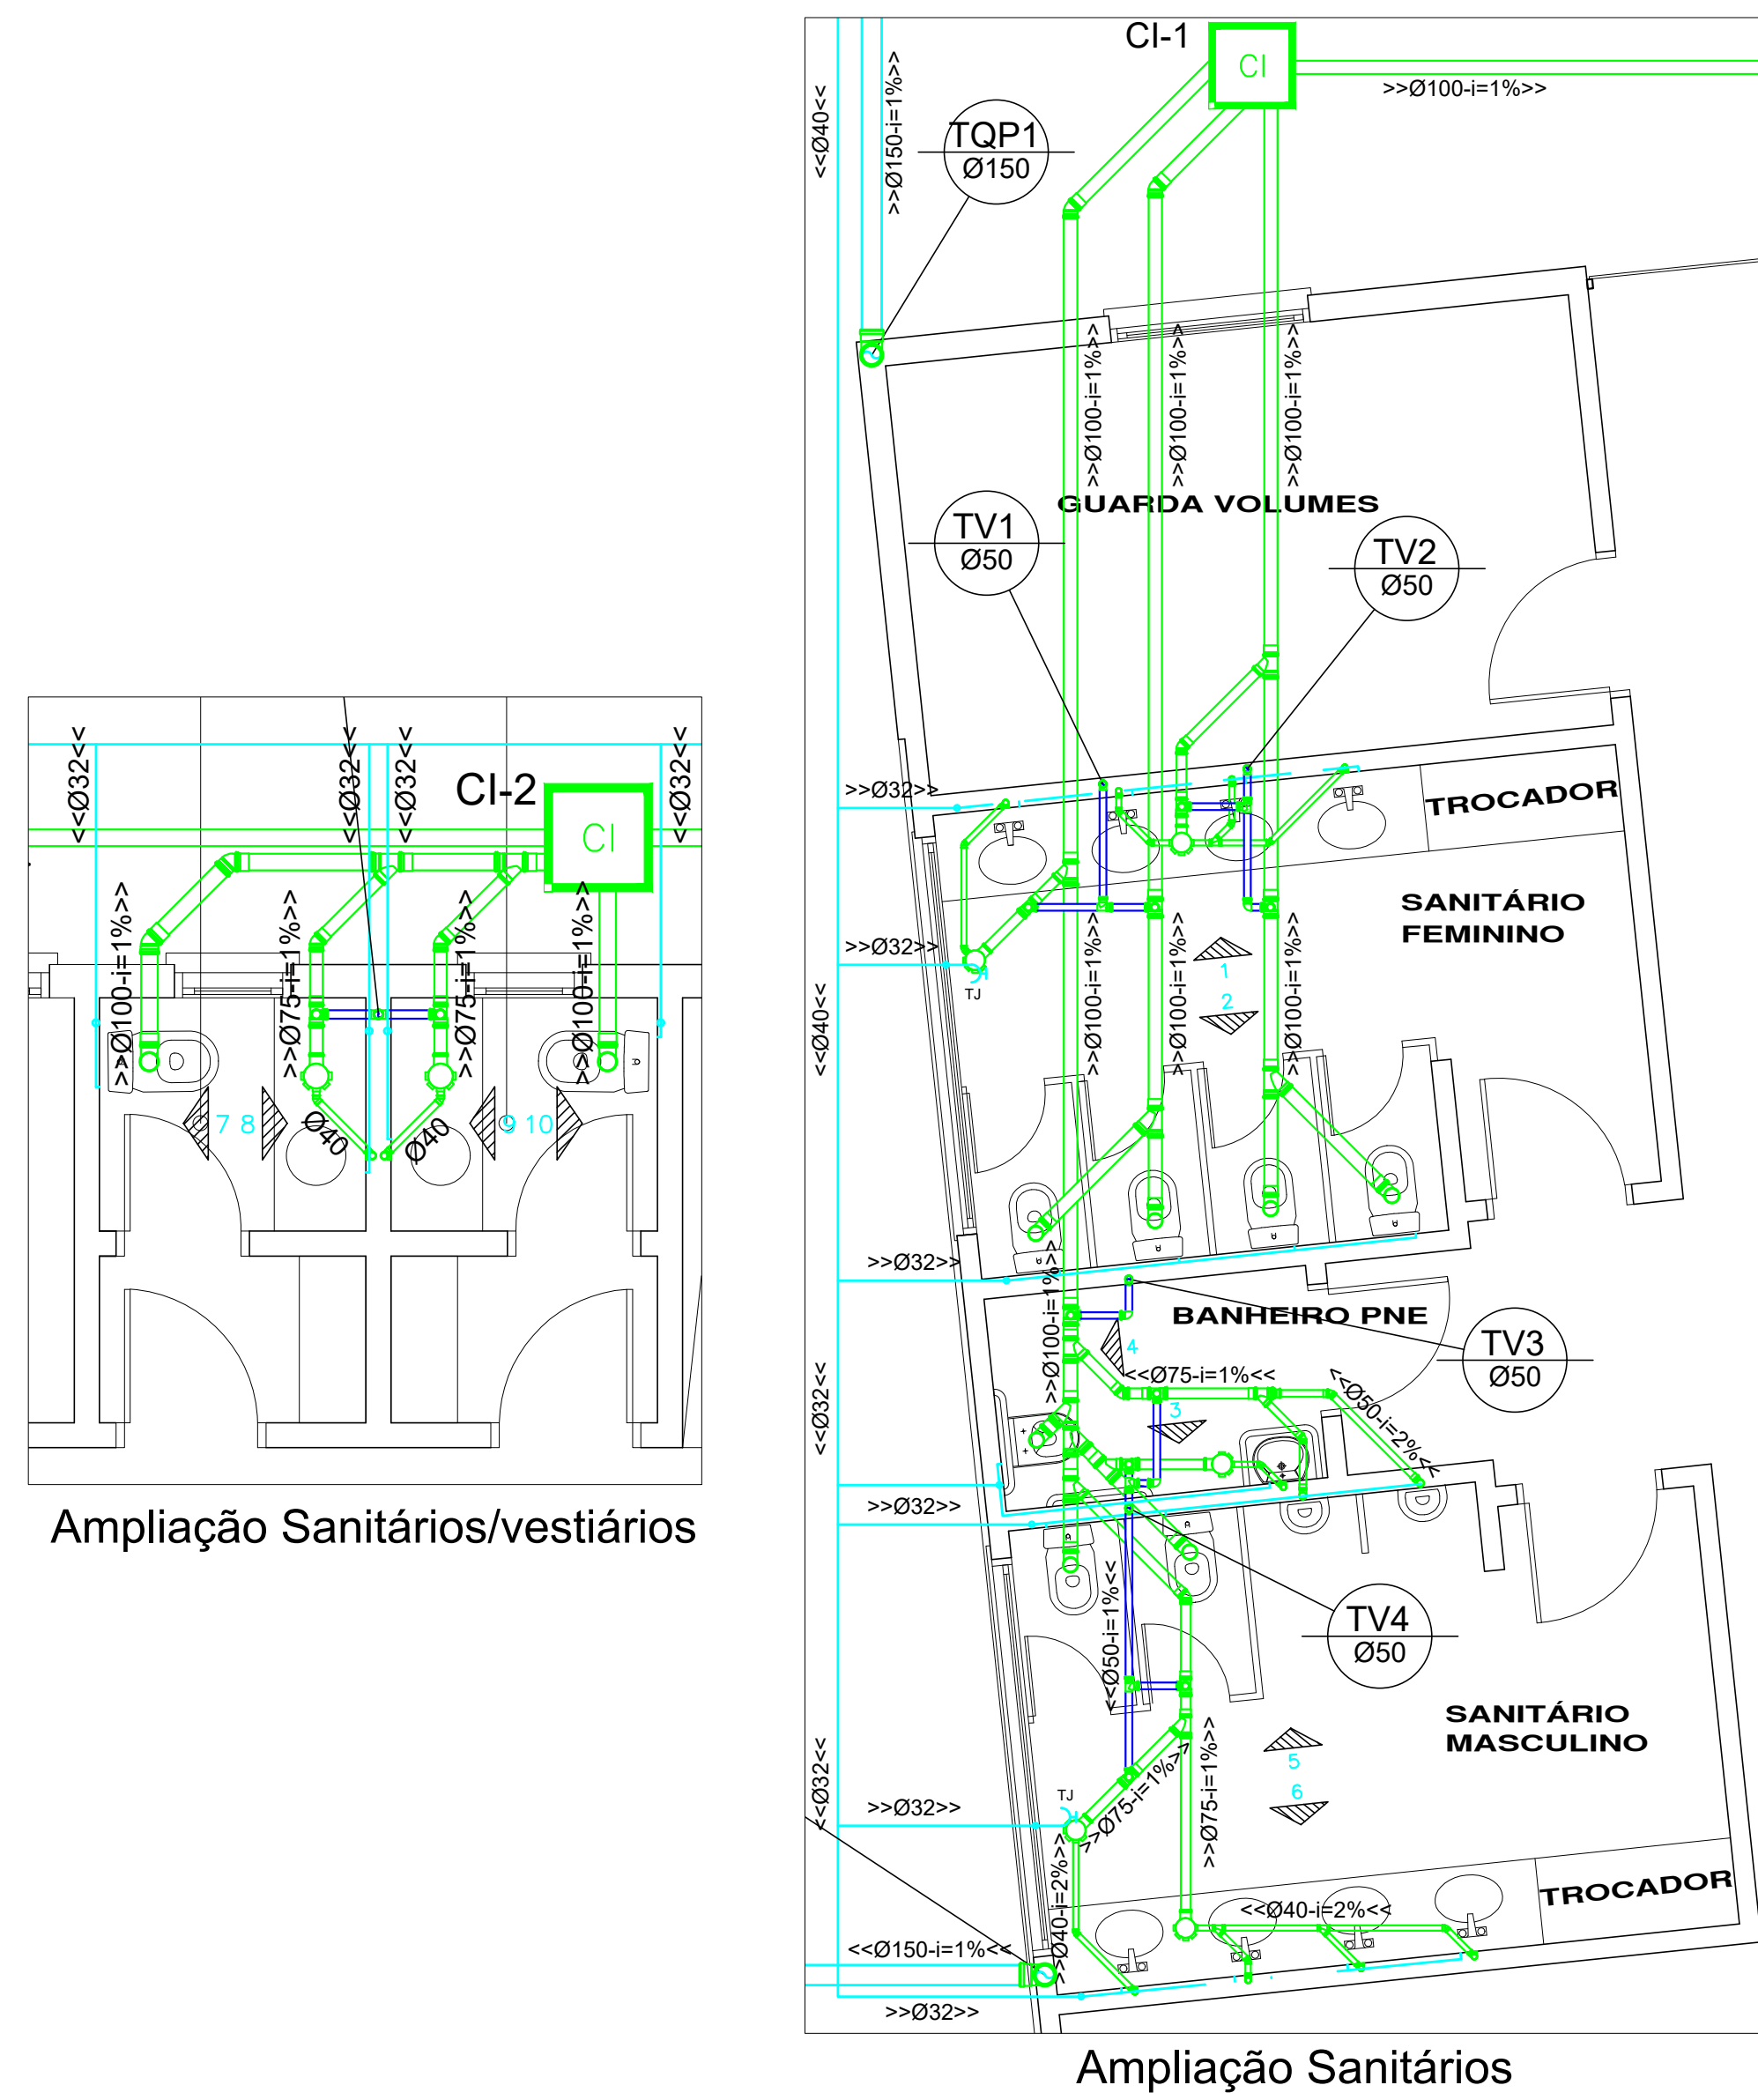 CI-1
CI
>>Ø100-i=1%>>
<<Ø40<<
>>Ø150-i=1%>>
TQP1
Ø150
>>Ø100-i=1%>>
>>Ø100-i=1%>>
>>Ø100-i=1%>>
GUARDA VOLUMES
TV1
Ø50
TV2
Ø50
>>Ø32>>
TROCADOR
SANITÁRIO
FEMININO
>>Ø32>>
TJ
1
2
<<Ø40<<
>>Ø100-i=1%>>
>>Ø100-i=1%>>
>>Ø100-i=1%>>
>>Ø32>>
>>Ø100-i=1%>>
BANHEIRO PNE
4
TV3
Ø50
<<Ø75-i=1%<<
3
<<Ø50-i=2%<<
<<Ø32<<
>>Ø32>>
<<Ø50-i=1%<<
TV4
Ø50
SANITÁRIO
MASCULINO
5
6
<<Ø32<<
>>Ø32>>
TJ
>>Ø75-i=1%>>
>>Ø75-i=1%>>
>>Ø40-i=2%>>
TROCADOR
<<Ø40-i=2%<<
<<Ø150-i=1%<<
>>Ø32>>
Ampliação Sanitários
<<Ø32<<
<<Ø32<<
<<Ø32<<
<<Ø32<<
CI-2
CI
>>Ø100-i=1%>>
>>Ø75-i=1%>>
>>Ø75-i=1%>>
>>Ø100-i=1%>>
7 8
9 10
Ø40
Ø40
Ampliação Sanitários/vestiários